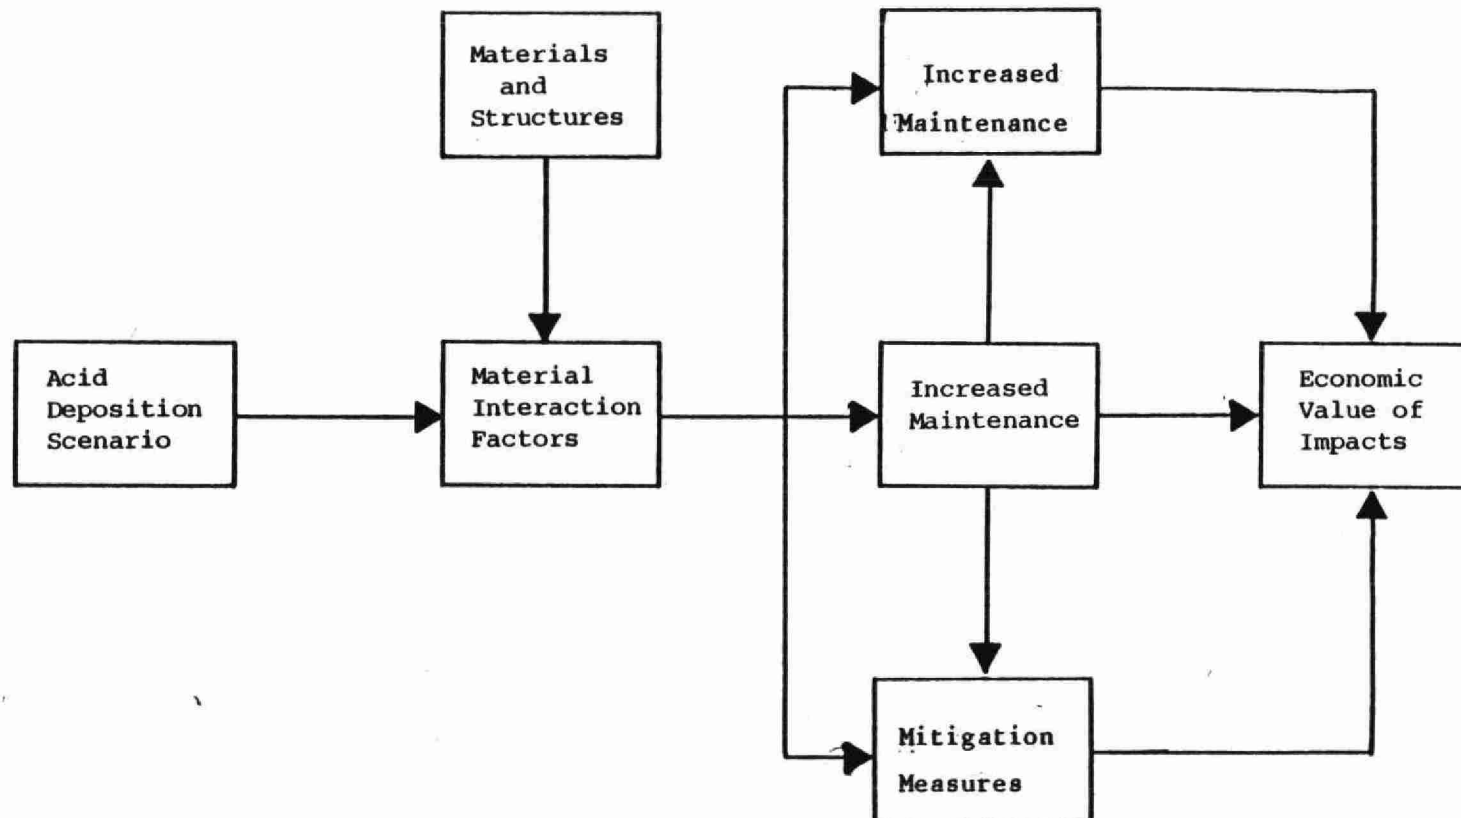 Materials
and
Structures
Increased
Maintenance
Acid
Deposition
Scenario
Material
Interaction
Factors
Increased
Maintenance
Economic
Value of
Impacts
Mitigation
Measures